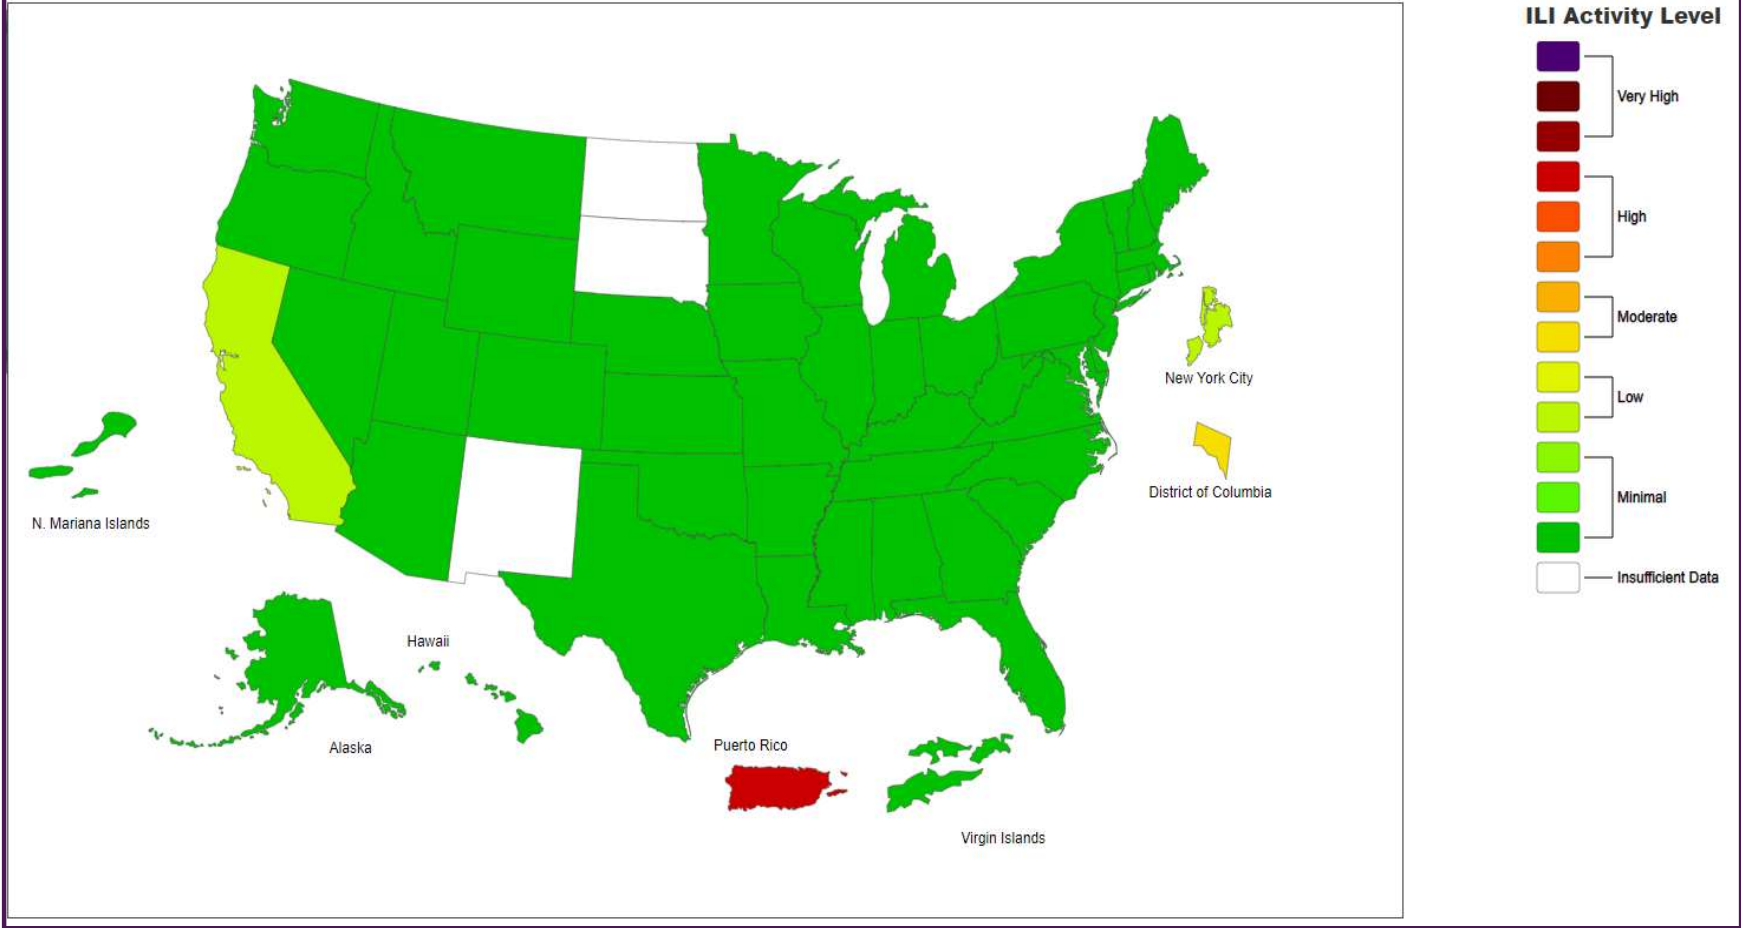 ILI Activity Level
Very High
High
Moderate
Low
Minimal
Insufficient Data
New York City
District of Columbia
N. Mariana Islands
Hawaii
Alaska
Puerto Rico
Virgin Islands